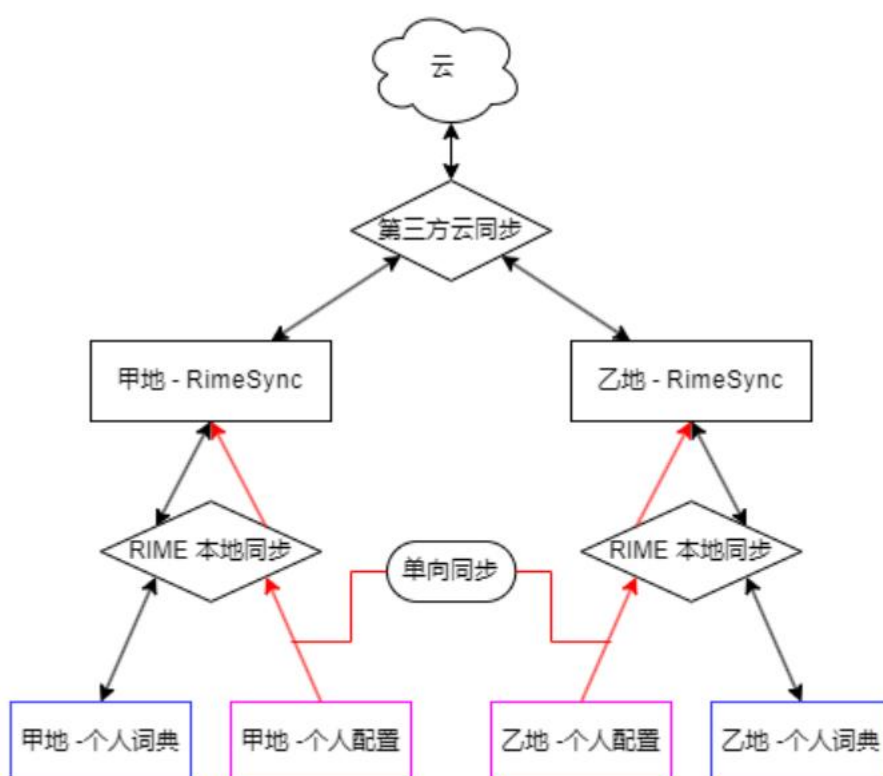 云
第三方云同步
甲地 - RimeSync
乙地 - RimeSync
RIME 本地同步
单向同步
RIME 本地同步
甲地 -个人词典
甲地 -个人配置
乙地 -个人配置
乙地 -个人词典